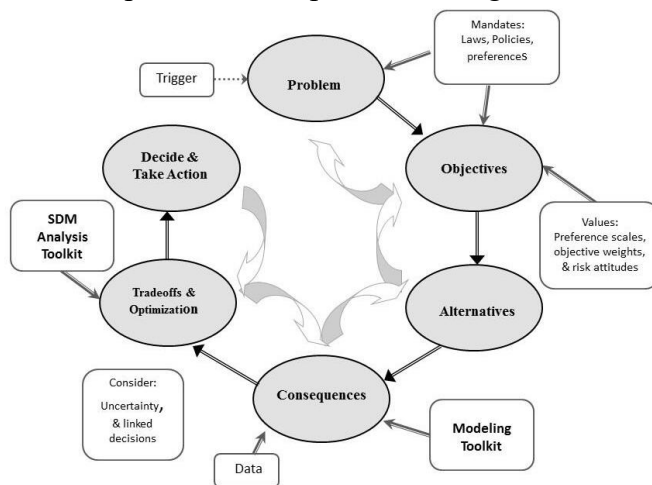 Mandates:
Laws, Policies,
preferences
Trigger
Problem
Decide &
Take Action
Objectives
SDM
Analysis
Toolkit
Values:
Preference scales,
objective weights,
& risk attitudes
Tradeoffs &
Optimization
Alternatives
Consider:
Uncertainty,
& linked
decisions
Consequences
Modeling
Toolkit
Data